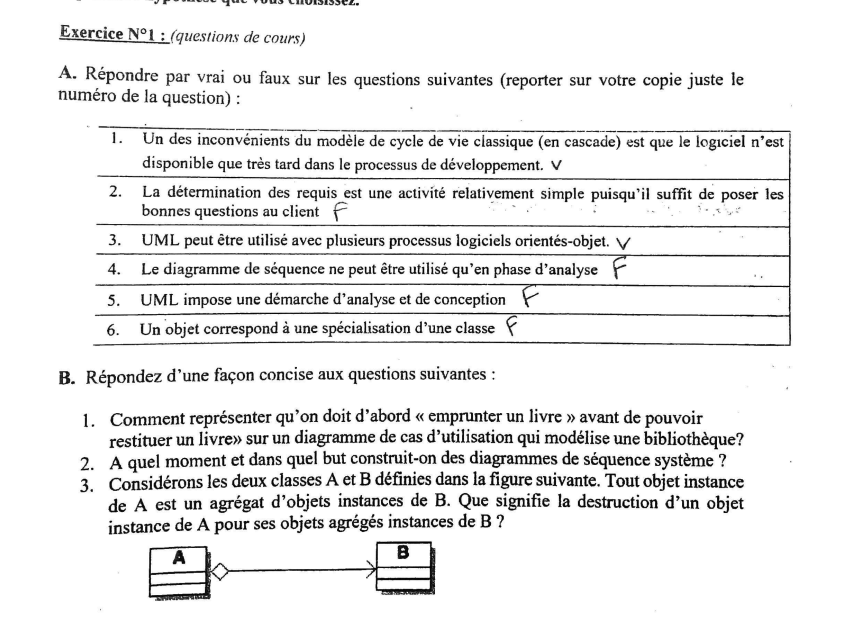 hypothèse que vous choisissez.
Exercice N°1 : (questions de cours)
A. Répondre par vrai ou faux sur les questions suivantes (reporter sur votre copie juste le
numéro de la question) :
1. Un des inconvénients du modèle de cycle de vie classique (en cascade) est que le logiciel n'est
disponible que très tard dans le processus de développement. V
2. La détermination des requis est une activité relativement simple puisqu'il suffit de poser les
bonnes questions au client F
3. UML peut être utilisé avec plusieurs processus logiciels orientés-objet. V
4. Le diagramme de séquence ne peut être utilisé qu'en phase d'analyse F
5. UML impose une démarche d'analyse et de conception F
6. Un objet correspond à une spécialisation d'une classe F
B. Répondez d'une façon concise aux questions suivantes :
1. Comment représenter qu'on doit d'abord « emprunter un livre » avant de pouvoir
restituer un livre» sur un diagramme de cas d'utilisation qui modélise une bibliothèque?
2. A quel moment et dans quel but construit-on des diagrammes de séquence système ?
3. Considérons les deux classes A et B définies dans la figure suivante. Tout objet instance
de A est un agrégat d'objets instances de B. Que signifie la destruction d'un objet
instance de A pour ses objets agrégés instances de B ?
A B